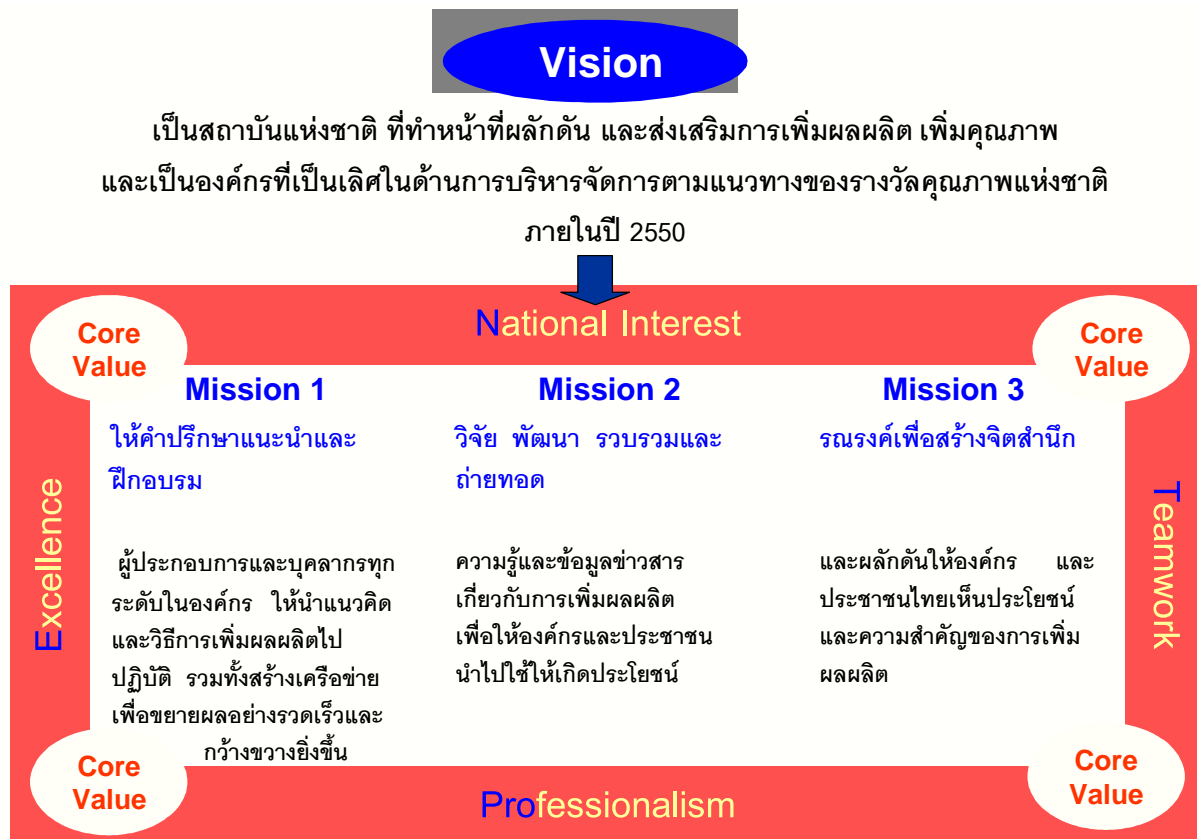 Vision
เป็นสถาบันแห่งชาติ ที่ทำหน้าที่ผลักดัน และส่งเสริมการเพิ่มผลผลิต เพิ่มคุณภาพ
และเป็นองค์กรที่เป็นเลิศในด้านการบริหารจัดการตามแนวทางของรางวัลคุณภาพแห่งชาติ
ภายในปี 2550
National Interest
Core
Value
Core
Value
Excellence
Mission 1
ให้คำปรึกษาแนะนำและ
ฝึกอบรม
ผู้ประกอบการและบุคลากรทุก
ระดับในองค์กร ให้นำแนวคิด
และวิธีการเพิ่มผลผลิตไป
ปฏิบัติ รวมทั้งสร้างเครือข่าย
เพื่อขยายผลอย่างรวดเร็วและ
กว้างขวางยิ่งขึ้น
Mission 2
วิจัย พัฒนา รวบรวมและ
ถ่ายทอด
ความรู้และข้อมูลข่าวสาร
เกี่ยวกับการเพิ่มผลผลิต
เพื่อให้องค์กรและประชาชน
นำไปใช้ให้เกิดประโยชน์
Mission 3
รณรงค์เพื่อสร้างจิตสำนึก
และผลักดันให้องค์กร และ
ประชาชนไทยเห็นประโยชน์
และความสำคัญของการเพิ่ม
ผลผลิต
Teamwork
Core
Value
Professionalism
Core
Value